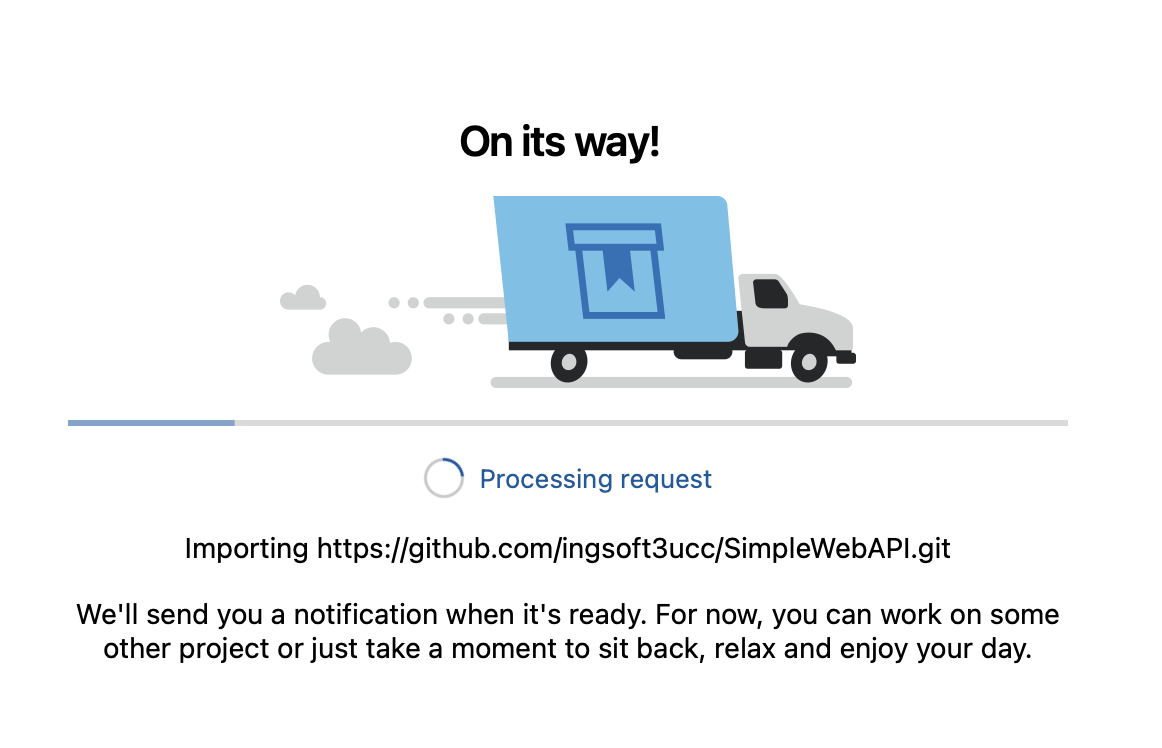 On its way!
Processing request
Importing https://github.com/ingsoft3ucc/SimpleWebAPI.git
We'll send you a notification when it's ready. For now, you can work on some
other project or just take a moment to sit back, relax and enjoy your day.